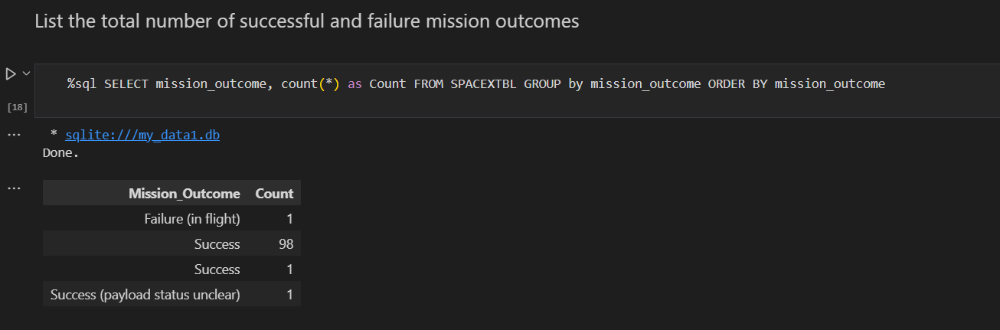 List the total number of successful and failure mission outcomes
%sql SELECT mission_outcome, count(*) as Count FROM SPACEXTBL GROUP by mission_outcome ORDER BY mission_outcome
[18]
* sqlite:///my_data1.db
Done.
Mission_Outcome Count
Failure (in flight) 1
Success 98
Success 1
Success (payload status unclear) 1